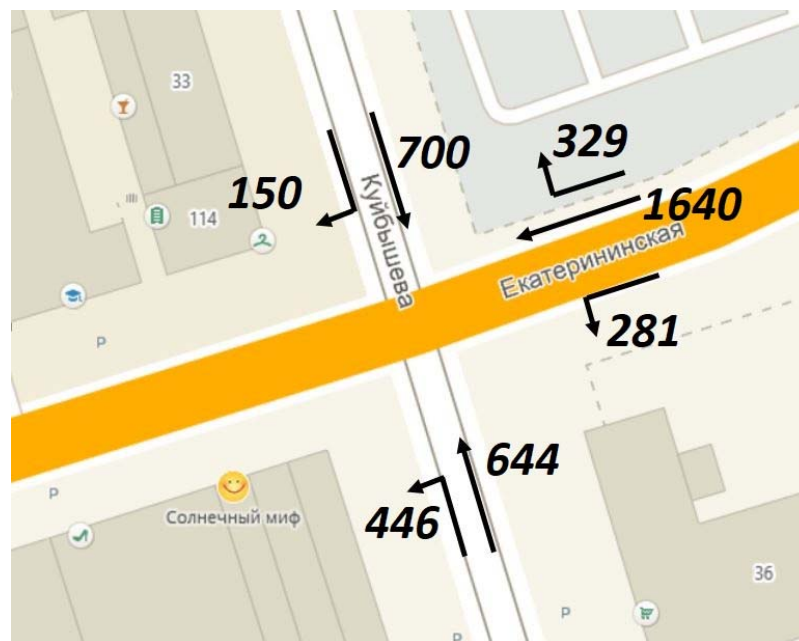 33
700
329
150
114
Куйбышева
1640
Екатерининская
P
281
644
P
Солнечный миф
446
36
P
P